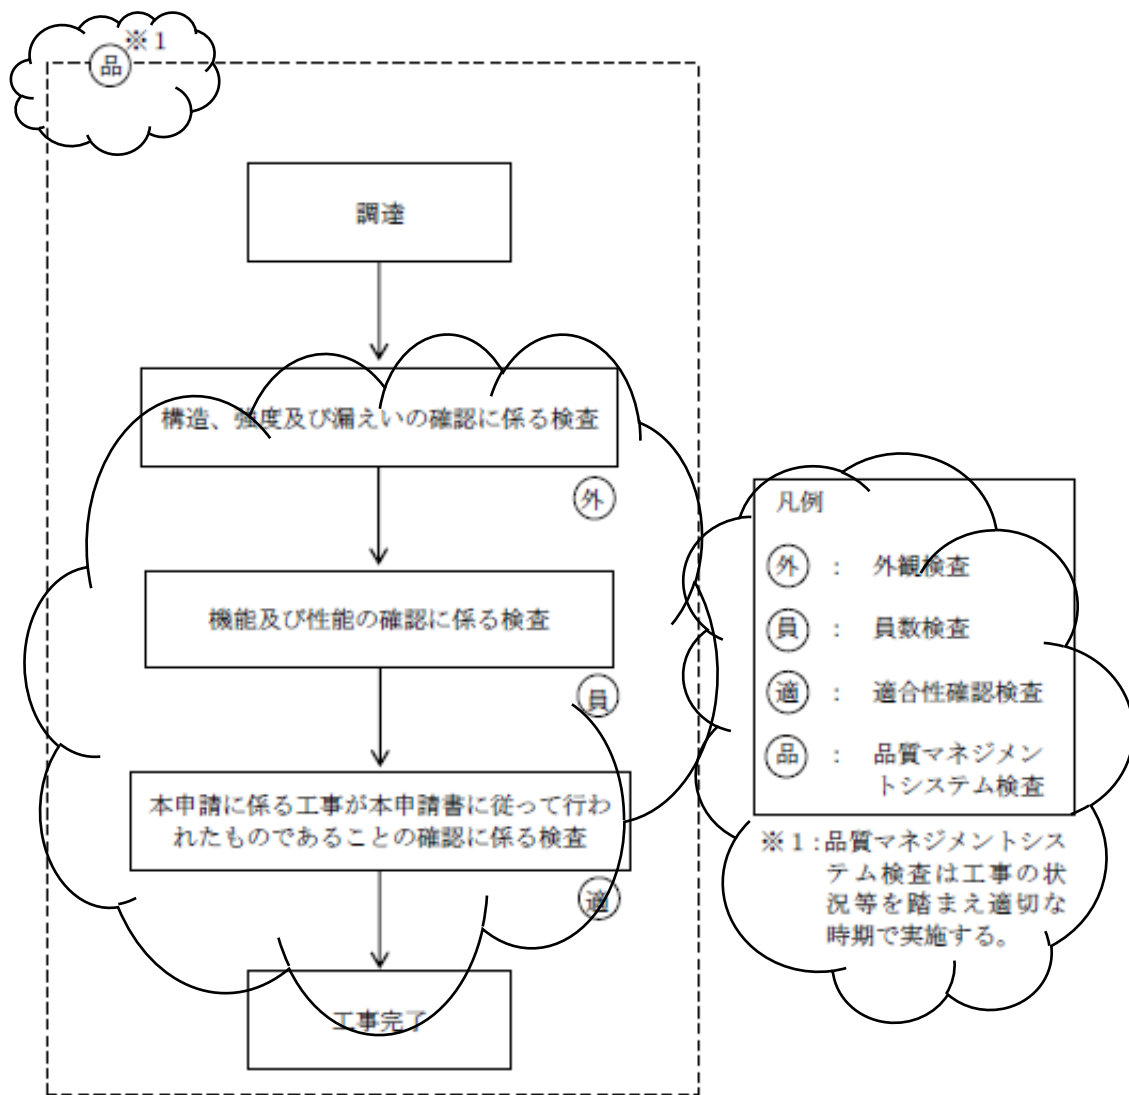 ※1
品
調達
構造、強度及び漏えいの確認に係る検査
外
機能及び性能の確認に係る検査
員
本申請に係る工事が本申請書に従って行わ
れたものであることの確認に係る検査
適
工事完了
凡例
外 : 外観検査
員 : 員数検査
適 : 適合性確認検査
品 : 品質マネジメン
トシステム検査
※1:品質マネジメントシス
テム検査は工事の状
況等を踏まえ適切な
時期で実施する。